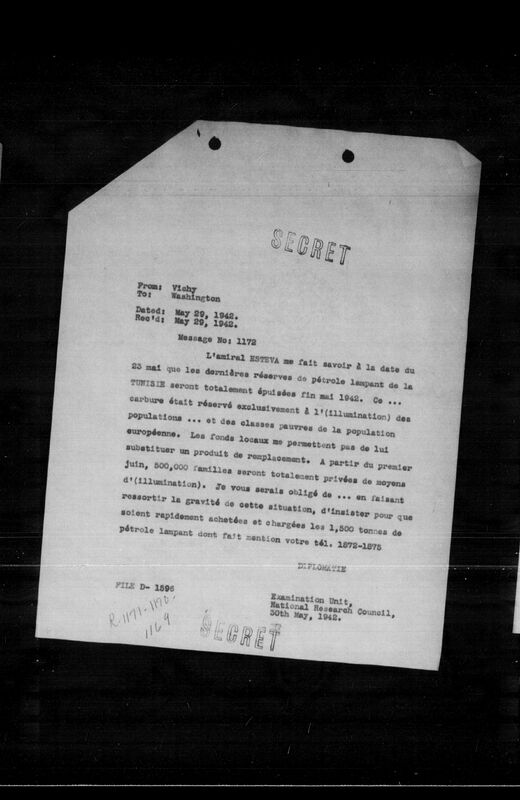 SECRET
From: Vichy
To: Washington
Dated: May 29, 1942.
Rec'd: May 29, 1942.
Message No: 1172
L'amiral ESTEVA me fait savoir à la date du
23 mai que les dernières réserves de pétrole lampant de la
TUNISIE seront totalement épuisées fin mai 1942. Ce ...
carbure était réservé exclusivement à l'(illumination) des
populations ... et des classes pauvres de la population
européenne. Les fonds locaux ne permettent pas de lui
substituer un produit de remplacement. A partir du premier
juin, 500,000 familles seront totalement privées de moyens
d'(illumination). Je vous serais obligé de ... en faisant
ressortir la gravité de cette situation, d'insister pour que
soient rapidement achetées et chargées les 1,500 tonnes de
pétrole lampant dont fait mention votre tél. 1872-1875
DIPLOMATIE
FILE D- 1596
Examination Unit,
National Research Council,
30th May, 1942.
R-1171-1170-
1169
SECRET